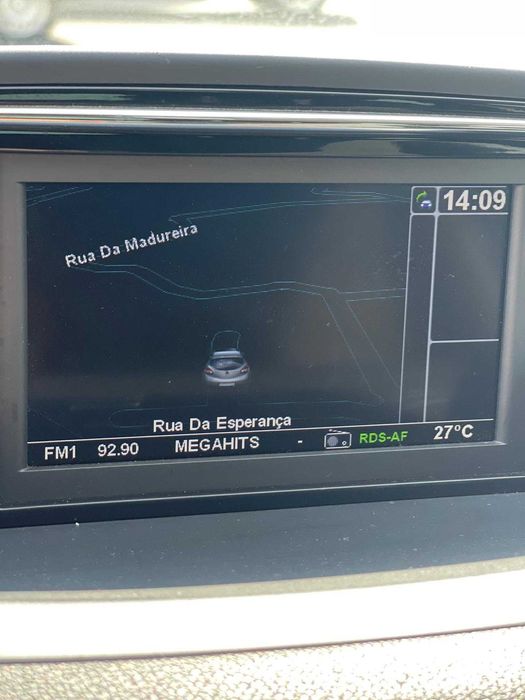 14:09
Rua Da Madureira
Rua Da Esperança
FM1 92.90 MEGAHITS - RDS-AF 27°C